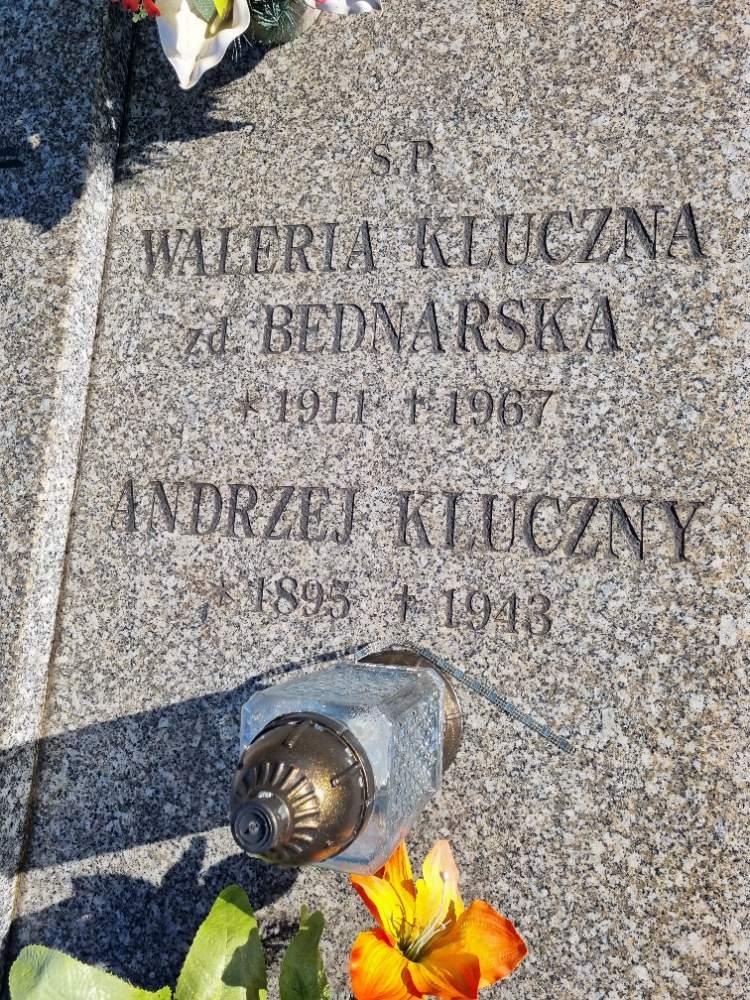 S.P.
WALERIA KLUCZNA
zd. BEDNARSKA
* 1911 † 1967
ANDRZEJ KLUCZNY
* 1895 † 1943